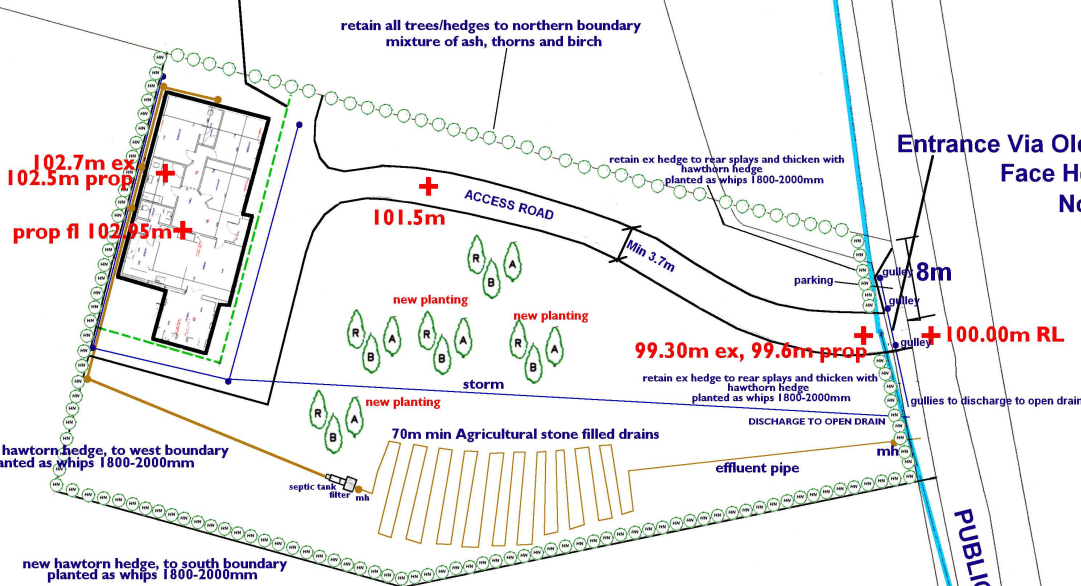 retain all trees/hedges to northern boundary
mixture of ash, thorns and birch
Entrance Via Ol
Face H
No
retain ex hedge to rear splays and thicken with
hawthorn hedge
planted as whips 1800-2000mm
102.7m ex
102.5m prop
prop fl 102.95m
101.5m
ACCESS ROAD
Min 3.7m
parking
gulley
8m
gulley
gulley
100.00m RL
99.30m ex, 99.6m prop
R
A
B
new planting
new planting
R
A
B
R
A
B
R
A
B
new planting
R
A
B
storm
retain ex hedge to rear splays and thicken with
hawthorn hedge
planted as whips 1800-2000mm
gullies to discharge to open drain
DISCHARGE TO OPEN DRAIN
70m min Agricultural stone filled drains
mh
effluent pipe
septic tank
filter
mh
hawtorn hedge, to west boundary
anted as whips 1800-2000mm
new hawtorn hedge, to south boundary
planted as whips 1800-2000mm
PUBLIC